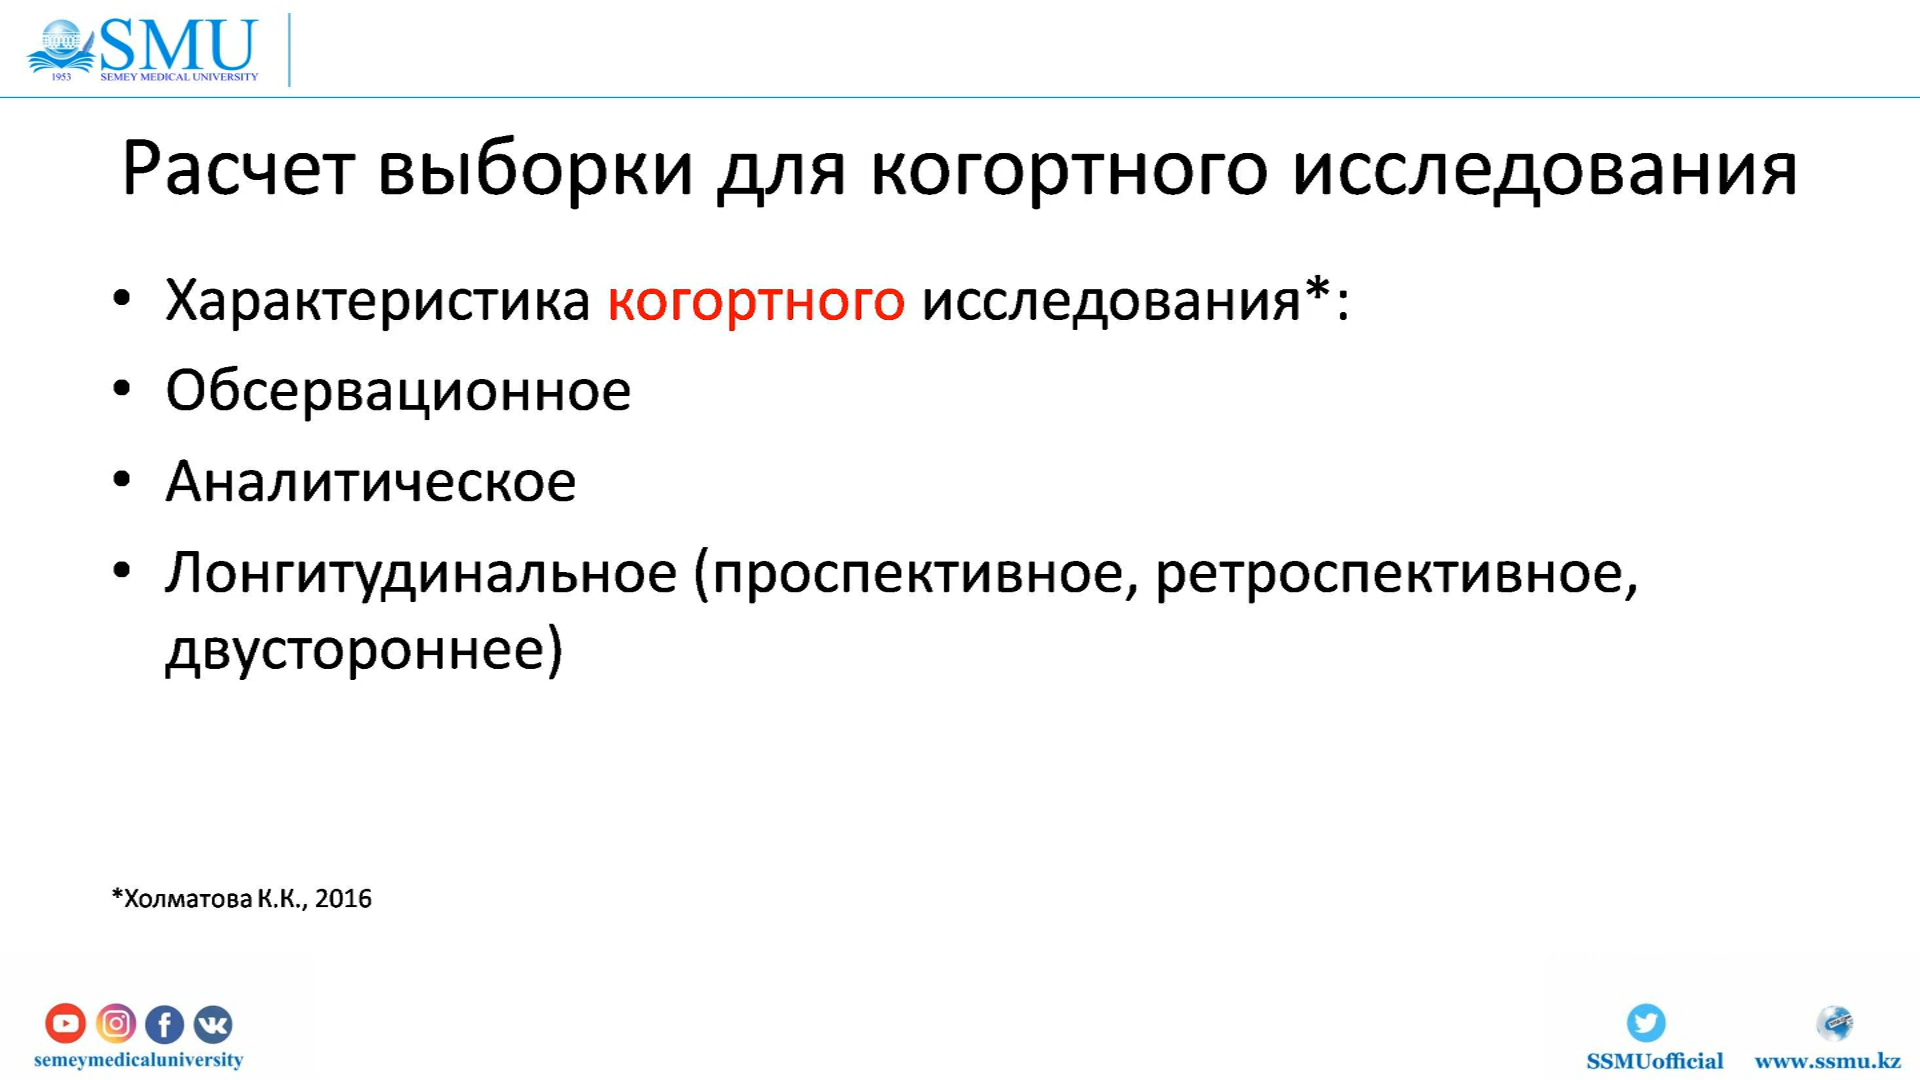 SMU
1953 SEMEY MEDICAL UNIVERSITY
Расчет выборки для когортного исследования
• Характеристика когортного исследования*:
• Обсервационное
• Аналитическое
• Лонгитудинальное (проспективное, ретроспективное,
двустороннее)
*Холматова К.К., 2016
semeymedicaluniversity
SSMUofficial
www.ssmu.kz